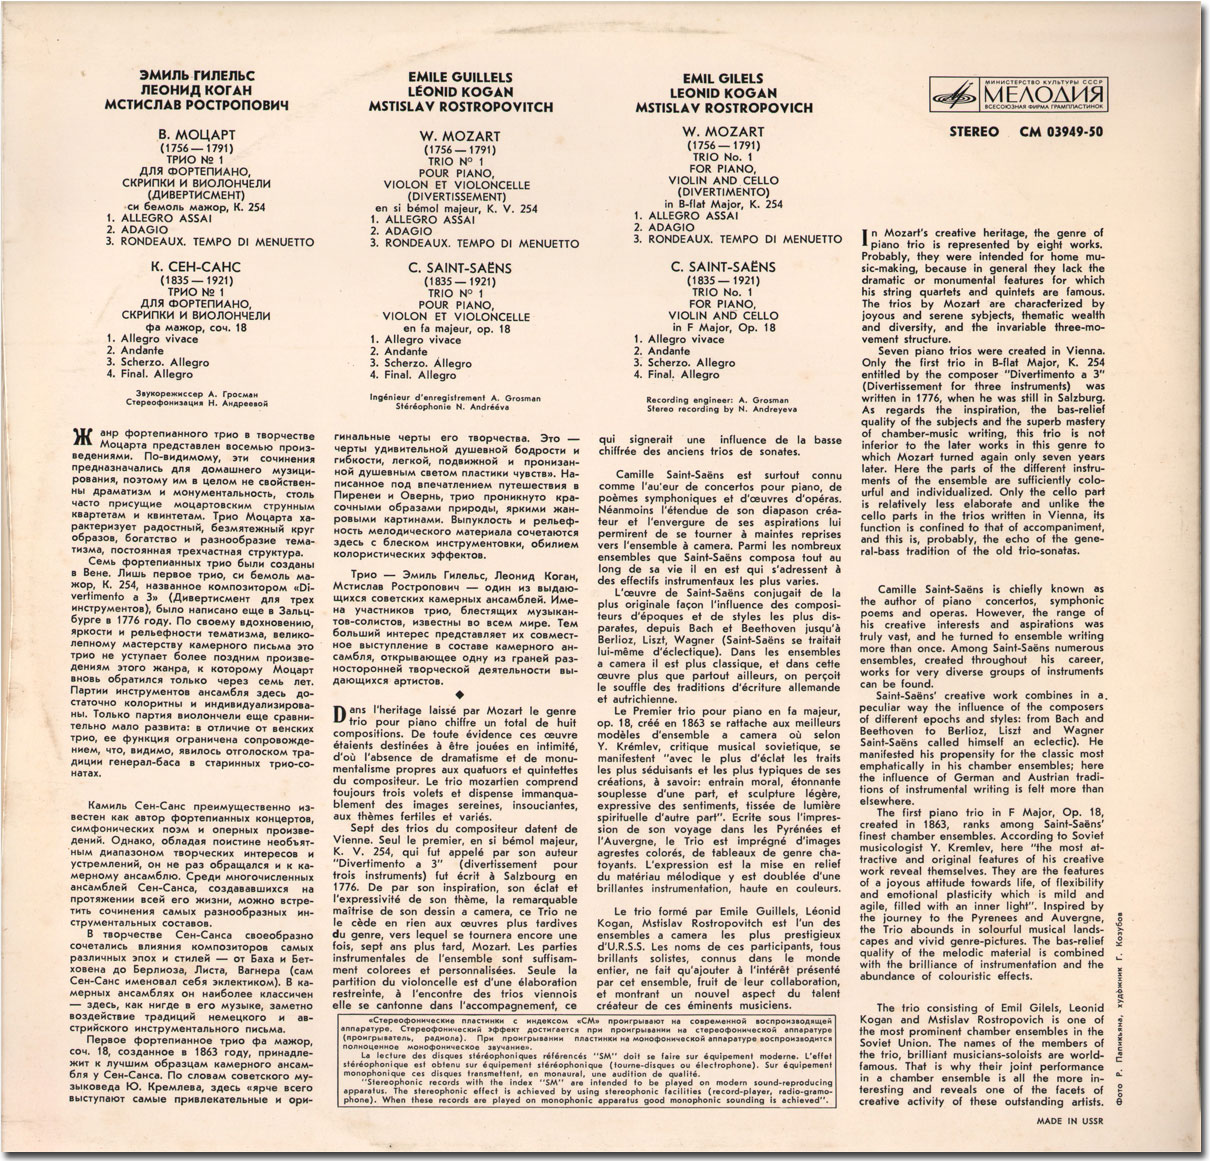 ЭМИЛЬ ГИЛЕЛЬС
ЛЕОНИД КОГАН
МСТИСЛАВ РОСТРОПОВИЧ
В. МОЦАРТ
(1756 — 1791)
ТРИО № 1
ДЛЯ ФОРТЕПИАНО,
СКРИПКИ И ВИОЛОНЧЕЛИ
(ДИВЕРТИСМЕНТ)
си бемоль мажор, К. 254
1. ALLEGRO ASSAI
2. ADAGIO
3. RONDEAUX. TEMPO DI MENUETTO
К. СЕН-САНС
(1835 — 1921)
ТРИО № 1
ДЛЯ ФОРТЕПИАНО,
СКРИПКИ И ВИОЛОНЧЕЛИ
фа мажор, соч. 18
1. Allegro vivace
2. Andante
3. Scherzo. Allegro
4. Final. Allegro
Звукорежиссер А. Гросман
Стереофонизация Н. Андреевой
EMILE GUILLELS
LÉONID KOGAN
MSTISLAV ROSTROPOVITCH
W. MOZART
(1756 — 1791)
TRIO Nº 1
POUR PIANO,
VIOLON ET VIOLONCELLE
(DIVERTISSEMENT)
en si bémol majeur, K. V. 254
1. ALLEGRO ASSAI
2. ADAGIO
3. RONDEAUX. TEMPO DI MENUETTO
C. SAINT-SAËNS
(1835 — 1921)
TRIO Nº 1
POUR PIANO,
VIOLON ET VIOLONCELLE
en fa majeur, op. 18
1. Allegro vivace
2. Andante
3. Scherzo. Allegro
4. Final. Allegro
Ingénieur d'enregistrement A. Grosman
Stéréophonie N. Andrééva
EMIL GILELS
LEONID KOGAN
MSTISLAV ROSTROPOVICH
W. MOZART
(1756 — 1791)
TRIO No. 1
FOR PIANO,
VIOLIN AND CELLO
(DIVERTIMENTO)
in B-flat Major, K. 254
1. ALLEGRO ASSAI
2. ADAGIO
3. RONDEAUX. TEMPO DI MENUETTO
C. SAINT-SAËNS
(1835 — 1921)
TRIO No. 1
FOR PIANO,
VIOLIN AND CELLO
in F Major, Op. 18
1. Allegro vivace
2. Andante
3. Scherzo. Allegro
4. Final. Allegro
Recording engineer: A. Grosman
Stereo recording by N. Andreyeva
МИНИСТЕРСТВО КУЛЬТУРЫ СССР
МЕЛОДИЯ
ВСЕСОЮЗНАЯ ФИРМА ГРАМПЛАСТИНОК
STEREO СМ 03949-50
Жанр фортепианного трио в творчестве
Моцарта представлен восемью произ-
ведениями. По-видимому, эти сочинения
предназначались для домашнего музици-
рования, поэтому им в целом не свойствен-
ны драматизм и монументальность, столь
часто присущие моцартовским струнным
квартетам и квинтетам. Трио Моцарта ха-
рактеризует радостный, безмятежный круг
образов, богатство и разнообразие тема-
тизма, постоянная трехчастная структура.
Семь фортепианных трио были созданы
в Вене. Лишь первое трио, си бемоль ма-
жор, К. 254, названное композитором «Di-
vertimento a 3» (Дивертисмент для трех
инструментов), было написано еще в Зальц-
бурге в 1776 году. По своему вдохновению,
яркости и рельефности тематизма, велико-
лепному мастерству камерного письма это
трио не уступает более поздним произве-
дениям этого жанра, к которому Моцарт
вновь обратился только через семь лет.
Партии инструментов ансамбля здесь до-
статочно колоритны и индивидуализирова-
ны. Только партия виолончели еще сравни-
тельно мало развита: в отличие от венских
трио, ее функция ограничена сопровожде-
нием, что, видимо, явилось отголоском тра-
диции генерал-баса в старинных трио-со-
натах.
Камиль Сен-Санс преимущественно из-
вестен как автор фортепианных концертов,
симфонических поэм и оперных произве-
дений. Однако, обладая поистине необъят-
ным диапазоном творческих интересов и
устремлений, он не раз обращался и к ка-
мерному ансамблю. Среди многочисленных
ансамблей Сен-Санса, создававшихся на
протяжении всей его жизни, можно встре-
тить сочинения самых разнообразных ин-
струментальных составов.
В творчестве Сен-Санса своеобразно
сочетались влияния композиторов самых
различных эпох и стилей — от Баха и Бет-
ховена до Берлиоза, Листа, Вагнера (сам
Сен-Санс именовал себя эклектиком). В ка-
мерных ансамблях он наиболее классичен
— здесь, как нигде в его музыке, заметно
воздействие традиций немецкого и ав-
стрийского инструментального письма.
Первое фортепианное трио фа мажор,
соч. 18, созданное в 1863 году, принадле-
жит к лучшим образцам камерного ансам-
бля у Сен-Санса. По словам советского му-
зыковеда Ю. Кремлева, здесь «ярче всего
выступают самые привлекательные и ори-
гинальные черты его творчества. Это —
черты удивительной душевной бодрости и
гибкости, легкой, подвижной и пронизан-
ной душевным светом пластики чувств». На-
писанное под впечатлением путешествия в
Пиренеи и Овернь, трио проникнуто кра-
сочными образами природы, яркими жан-
ровыми картинами. Выпуклость и рельеф-
ность мелодического материала сочетаются
здесь с блеском инструментовки, обилием
колористических эффектов.
Трио — Эмиль Гилельс, Леонид Коган,
Мстислав Ростропович — один из выдаю-
щихся советских камерных ансамблей. Име-
на участников трио, блестящих музыкан-
тов-солистов, известны во всем мире. Тем
больший интерес представляет их совмест-
ное выступление в составе камерного ан-
самбля, открывающее одну из граней раз-
носторонней творческой деятельности вы-
дающихся артистов.
◆
Dans l'heritage laissé par Mozart le genre
trio pour piano chiffre un total de huit
compositions. De toute évidence ces œuvre
étaients destinées à être jouées en intimité,
d'où l'absence de dramatisme et de monu-
mentalisme propres aux quatuors et quintettes
du compositeur. Le trio mozartien comprend
toujours trois volets et dispense immanqua-
blement des images sereines, insouciantes,
aux thèmes fertiles et variés.
Sept des trios du compositeur datent de
Vienne. Seul le premier, en si bémol majeur,
K. V. 254, qui fut appelé par son auteur
"Divertimento a 3" (divertissement pour
trois instruments) fut écrit à Salzbourg en
1776. De par son inspiration, son éclat et
l'expressivité de son thème, la remarquable
maîtrise de son dessin a camera, ce Trio ne
le cède en rien aux œuvres plus tardives
du genre, vers lequel se tournera encore une
fois, sept ans plus tard, Mozart. Les parties
instrumentales de l'ensemble sont suffisam-
ment colorees et personnalisées. Seule la
partition du violoncelle est d'une élaboration
restreinte, à l'encontre des trios viennois
elle se cantonne dans l'accompagnement, ce
qui signerait une influence de la basse
chiffrée des anciens trios de sonates.
Camille Saint-Saëns est surtout connu
comme l'au'eur de concertos pour piano, de
poèmes symphoniques et d'œuvres d'opéras.
Néanmoins l'étendue de son diapason créa-
teur et l'envergure de ses aspirations lui
permirent de se tourner à maintes reprises
vers l'ensemble à camera. Parmi les nombreux
ensembles que Saint-Saëns composa tout au
long de sa vie il en est qui s'adressent à
des effectifs instrumentaux les plus variés.
L'œuvre de Saint-Saëns conjugait de la
plus originale façon l'influence des composi-
teurs d'époques et de styles les plus dis-
parates, depuis Bach et Beethoven jusqu'à
Berlioz, Liszt, Wagner (Saint-Saëns se traitait
lui-même d'éclectique). Dans les ensembles
a camera il est plus classique, et dans cette
œuvre plus que partout ailleurs, on perçoit
le souffle des traditions d'écriture allemande
et autrichienne.
Le Premier trio pour piano en fa majeur,
op. 18, créé en 1863 se rattache aux meilleurs
modèles d'ensemble a camera où selon
Y. Krémlev, critique musical sovietique, se
manifestent "avec le plus d'éclat les traits
les plus séduisants et les plus typiques de ses
créations, à savoir: entrain moral, étonnante
souplesse d'une part, et sculpture légère,
expressive des sentiments, tissée de lumière
spirituelle d'autre part". Ecrite sous l'impres-
sion de son voyage dans les Pyrénées et
l'Auvergne, le Trio est imprégné d'images
agrestes colorés, de tableaux de genre cha-
toyants. L'expression est la mise en relief
du matériau mélodique y est doublée d'une
brillantes instrumentation, haute en couleurs.
Le trio formé par Emile Guillels, Léonid
Kogan, Mstislav Rostropovitch est l'un des
ensembles a camera les plus prestigieux
d'U.R.S.S. Les noms de ces participants, tous
brillants solistes, connus dans le monde
entier, ne fait qu'ajouter à l'intérêt présenté
par cet ensemble, fruit de leur collaboration,
et montrant un nouvel aspect du talent
créateur de ces éminents musiciens.
In Mozart's creative heritage, the genre of
piano trio is represented by eight works.
Probably, they were intended for home mu-
sic-making, because in general they lack the
dramatic or monumental features for which
his string quartets and quintets are famous.
The trios by Mozart are characterized by
joyous and serene sybjects, thematic wealth
and diversity, and the invariable three-mo-
vement structure.
Seven piano trios were created in Vienna.
Only the first trio in B-flat Major, K. 254
entitled by the composer "Divertimento a 3"
(Divertissement for three instruments) was
written in 1776, when he was still in Salzburg.
As regards the inspiration, the bas-relief
quality of the subjects and the superb mastery
of chamber-music writing, this trio is not
inferior to the later works in this genre to
which Mozart turned again only seven years
later. Here the parts of the different instru-
ments of the ensemble are sufficiently colo-
urful and individualized. Only the cello part
is relatively less elaborate and unlike the
cello parts in the trios written in Vienna, its
function is confined to that of accompaniment,
and this is, probably, the echo of the gene-
ral-bass tradition of the old trio-sonatas.
Camille Saint-Saëns is chiefly known as
the author of piano concertos, symphonic
poems and operas. However, the range of
his creative interests and aspirations was
truly vast, and he turned to ensemble writing
more than once. Among Saint-Saëns numerous
ensembles, created throughout his career,
works for very diverse groups of instruments
can be found.
Saint-Saëns' creative work combines in a
peculiar way the influence of the composers
of different epochs and styles: from Bach and
Beethoven to Berlioz, Liszt and Wagner
Saint-Saëns called himself an eclectic). He
manifested his propensity for the classic most
emphatically in his chamber ensembles; here
the influence of German and Austrian tradi-
tions of instrumental writing is felt more than
elsewhere.
The first piano trio in F Major, Op. 18,
created in 1863, ranks among Saint-Saëns'
finest chamber ensembles. According to Soviet
musicologist Y. Kremlev, here "the most at-
tractive and original features of his creative
work reveal themselves. They are the features
of a joyous attitude towards life, of flexibility
and emotional plasticity which is mild and
agile, filled with an inner light". Inspired by
the journey to the Pyrenees and Auvergne,
the Trio abounds in solourful musical lands-
capes and vivid genre-pictures. The bas-relief
quality of the melodic material is combined
with the brilliance of instrumentation and the
abundance of colouristic effects.
The trio consisting of Emil Gilels, Leonid
Kogan and Mstislav Rostropovich is one of
the most prominent chamber ensembles in the
Soviet Union. The names of the members of
the trio, brilliant musicians-soloists are world-
famous. That is why their joint performance
in a chamber ensemble is all the more in-
teresting and reveals one of the facets of
creative activity of these outstanding artists.
«Стереофонические пластинки с индексом «СМ» проигрывают на современной воспроизводящей
аппаратуре. Стереофонический эффект достигается при проигрывании на стереофонической аппаратуре
(проигрыватель, радиола). При проигрывании пластинки на монофонической аппаратуре воспроизводится
полноценное монофоническое звучание».
La lecture des disques stéréophoniques référencés "SM" doit se faire sur équipement moderne. L'effet
stéréophonique est obtenu sur équipement stéréophonique (tourne-disques ou électrophone). Sur équipement
monophonique ces disques transmettent, en monaural, une audition de qualité.
"Stereophonic records with the index "SM" are intended to be played on modern sound-reproducing
apparatus. The stereophonic effect is achieved by using stereophonic facilities (record-player, radio-gramo-
phone). When these records are played on monophonic apparatus good monophonic sounding is achieved".
Фото Р. Папикьяна, художник Г. Козубов
MADE IN USSR